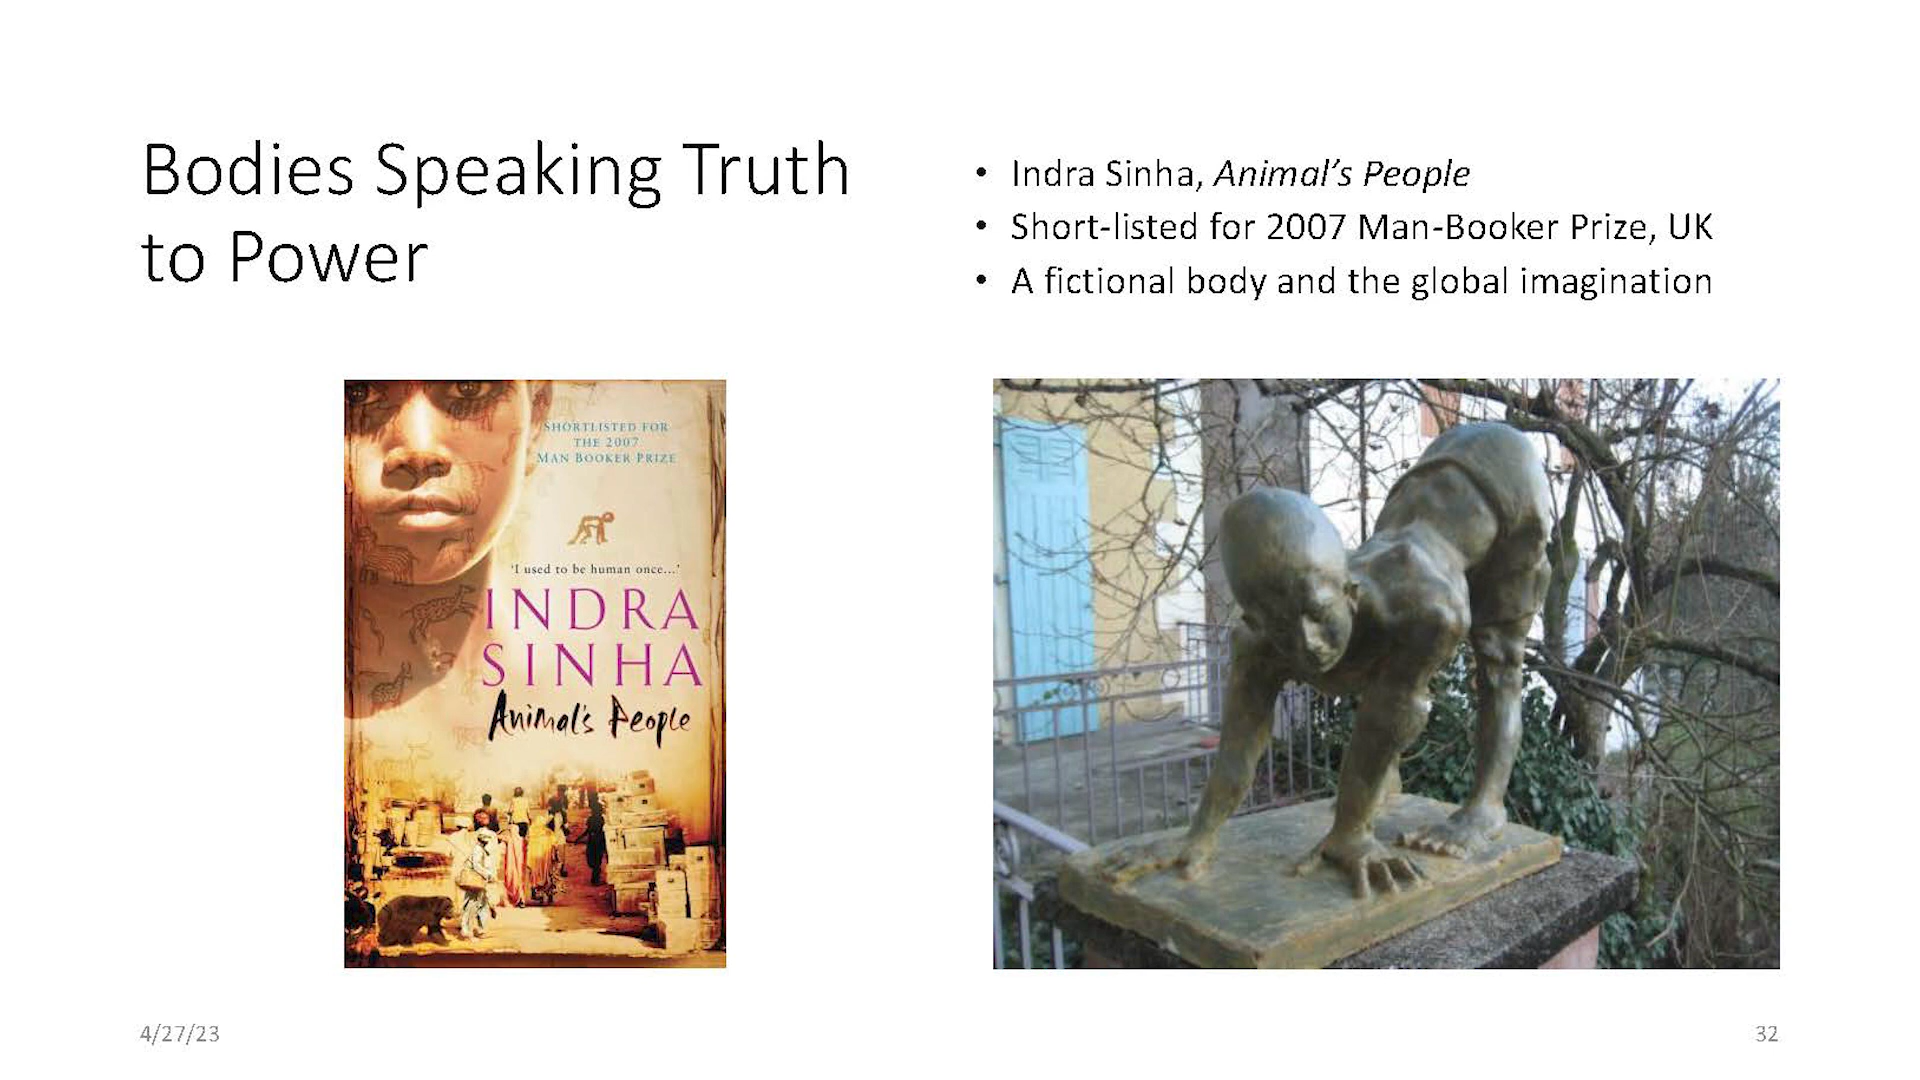 Bodies Speaking Truth
to Power
• Indra Sinha, Animal’s People
• Short-listed for 2007 Man-Booker Prize, UK
• A fictional body and the global imagination
SHORTLISTED FOR
THE 2007
MAN BOOKER PRIZE
‘I used to be human once...’
INDRA
SINHA
Animal's People
4/27/23
32